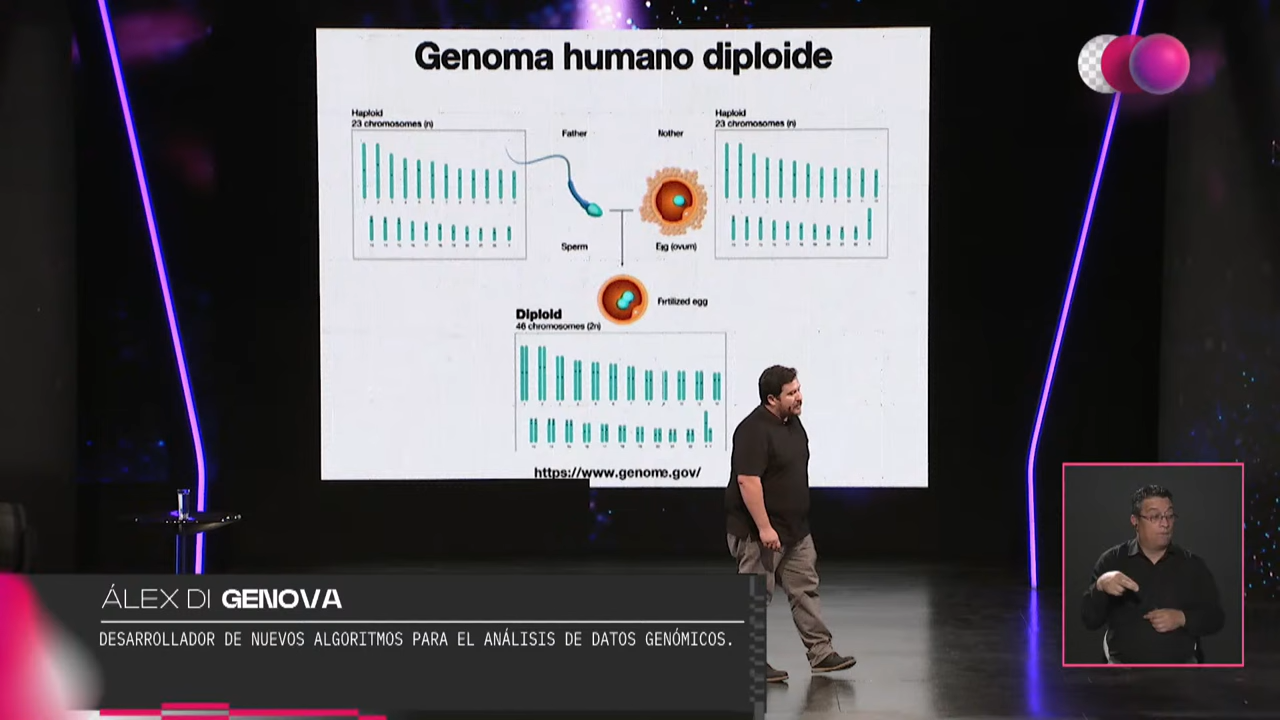 Genoma humano diploide
Haploid
23 chromosomes (n)
Father
Nother
Haploid
23 chromosomes (n)
Sperm
Egg (ovum)
Firtilized egg
Diploid
46 chromosomes (2n)
https://www.genome.gov/
ÁLEX DI GENOVA
DESARROLLADOR DE NUEVOS ALGORITMOS PARA EL ANÁLISIS DE DATOS GENÓMICOS.